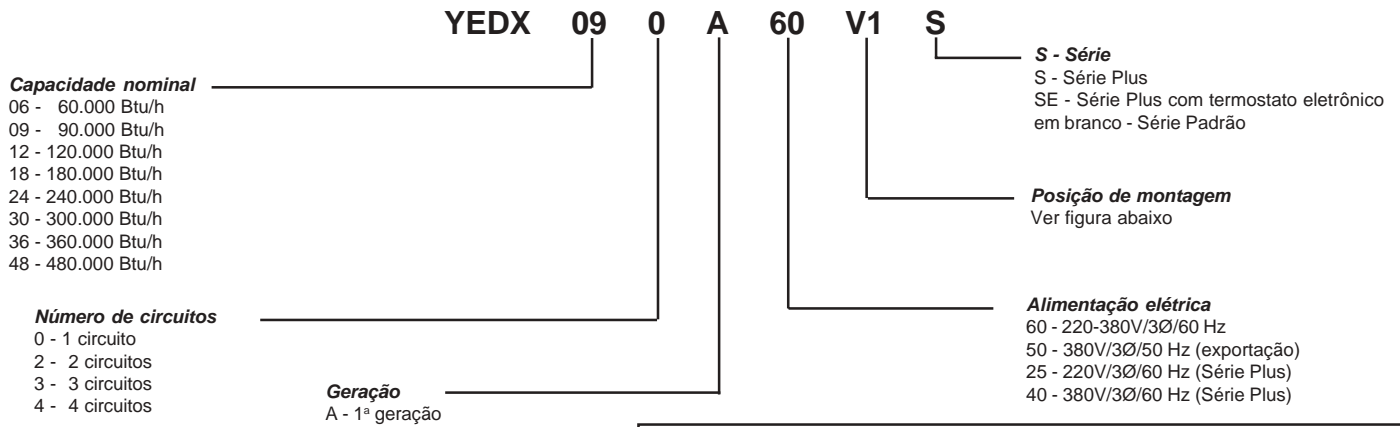 YEDX 09 0 A 60 V1 S
Capacidade nominal
06 - 60.000 Btu/h
09 - 90.000 Btu/h
12 - 120.000 Btu/h
18 - 180.000 Btu/h
24 - 240.000 Btu/h
30 - 300.000 Btu/h
36 - 360.000 Btu/h
48 - 480.000 Btu/h
Número de circuitos
0 - 1 circuito
2 - 2 circuitos
3 - 3 circuitos
4 - 4 circuitos
Geração
A - 1ª geração
S - Série
S - Série Plus
SE - Série Plus com termostato eletrônico
em branco - Série Padrão
Posição de montagem
Ver figura abaixo
Alimentação elétrica
60 - 220-380V/3Ø/60 Hz
50 - 380V/3Ø/50 Hz (exportação)
25 - 220V/3Ø/60 Hz (Série Plus)
40 - 380V/3Ø/60 Hz (Série Plus)